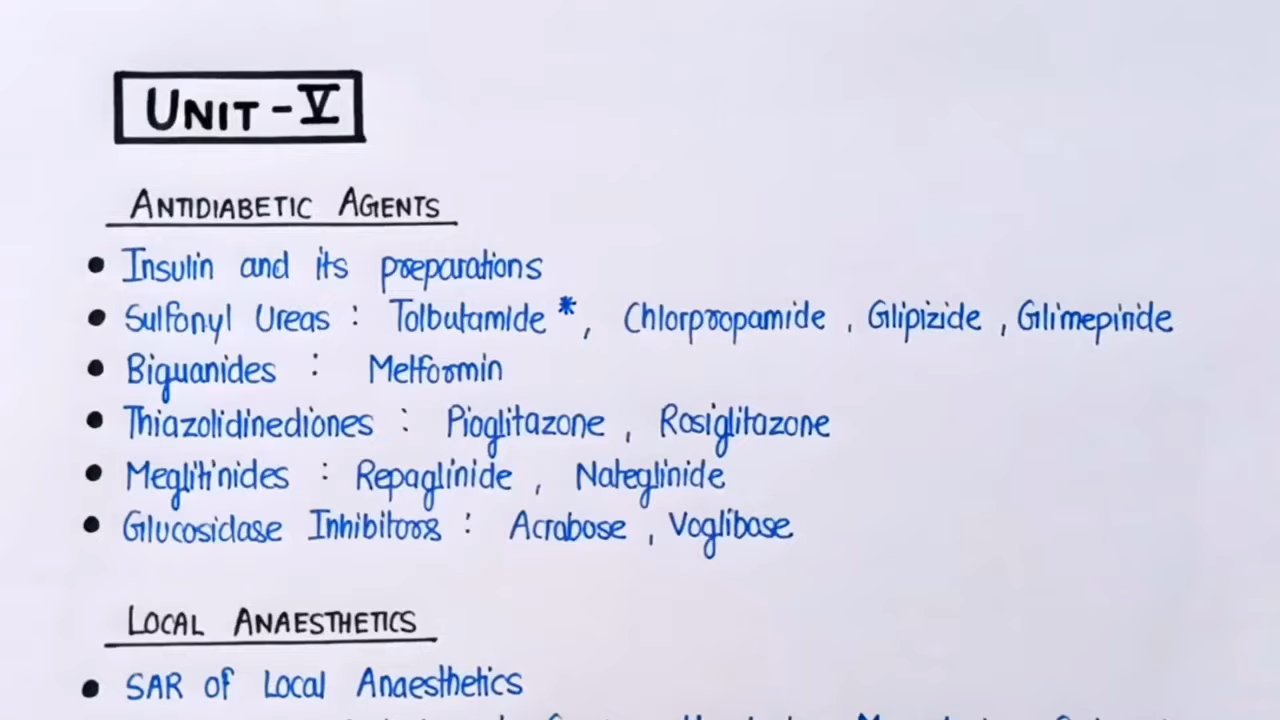 UNIT-V
ANTIDIABETIC AGENTS
• Insulin and its preparations
• Sulfonyl Ureas : Tolbutamide*, Chlorpropamide, Glipizide, Glimepiride
• Biguanides : Metformin
• Thiazolidinediones : Pioglitazone, Rosiglitazone
• Meglitinides : Repaglinide, Nateglinide
• Glucosidase Inhibitors : Acrabose, Voglibose
LOCAL ANAESTHETICS
• SAR of Local Anaesthetics